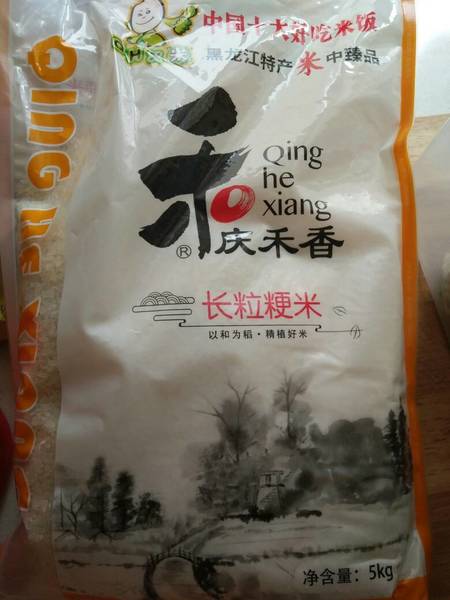 中国十大好吃米饭
黑龙江特产米中臻品
QING HE XIANG
禾
Qing
he
xiang
®庆禾香
长粒粳米
以和为稻·精植好米
净含量：5kg